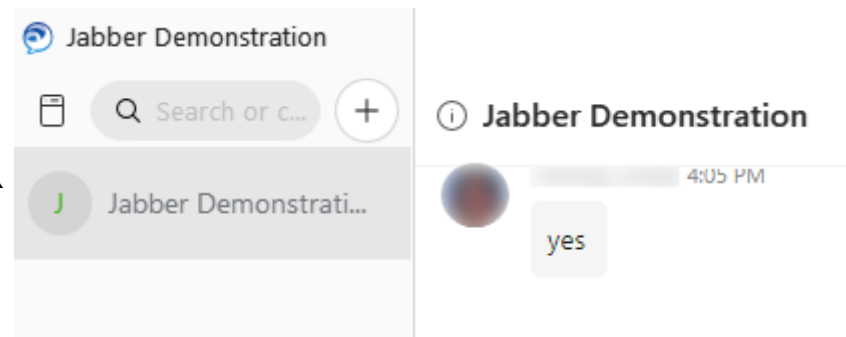 Jabber Demonstration
Search or c...
J Jabber Demonstrati...
Jabber Demonstration
4:05 PM
yes